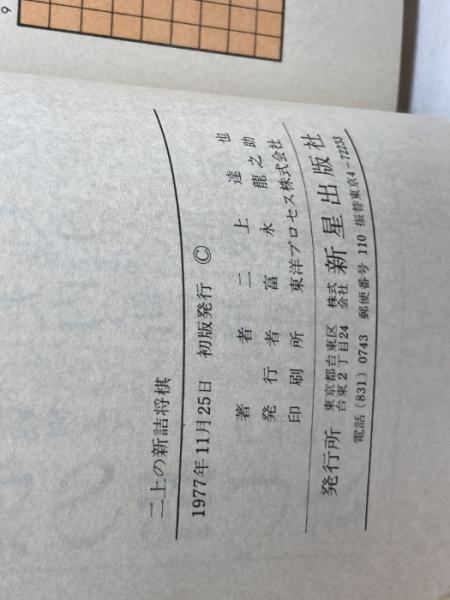 二上の新詰将棋
1977年11月25日 初版発行 ©
著者 二上達也
発行者 富永龍之助
印刷所 東洋プロセス株式会社
発行所 東京都台東区台東2丁目24 株式会社 新星出版社
電話(831)0743 郵便番号 110 振替東京4-72233
9